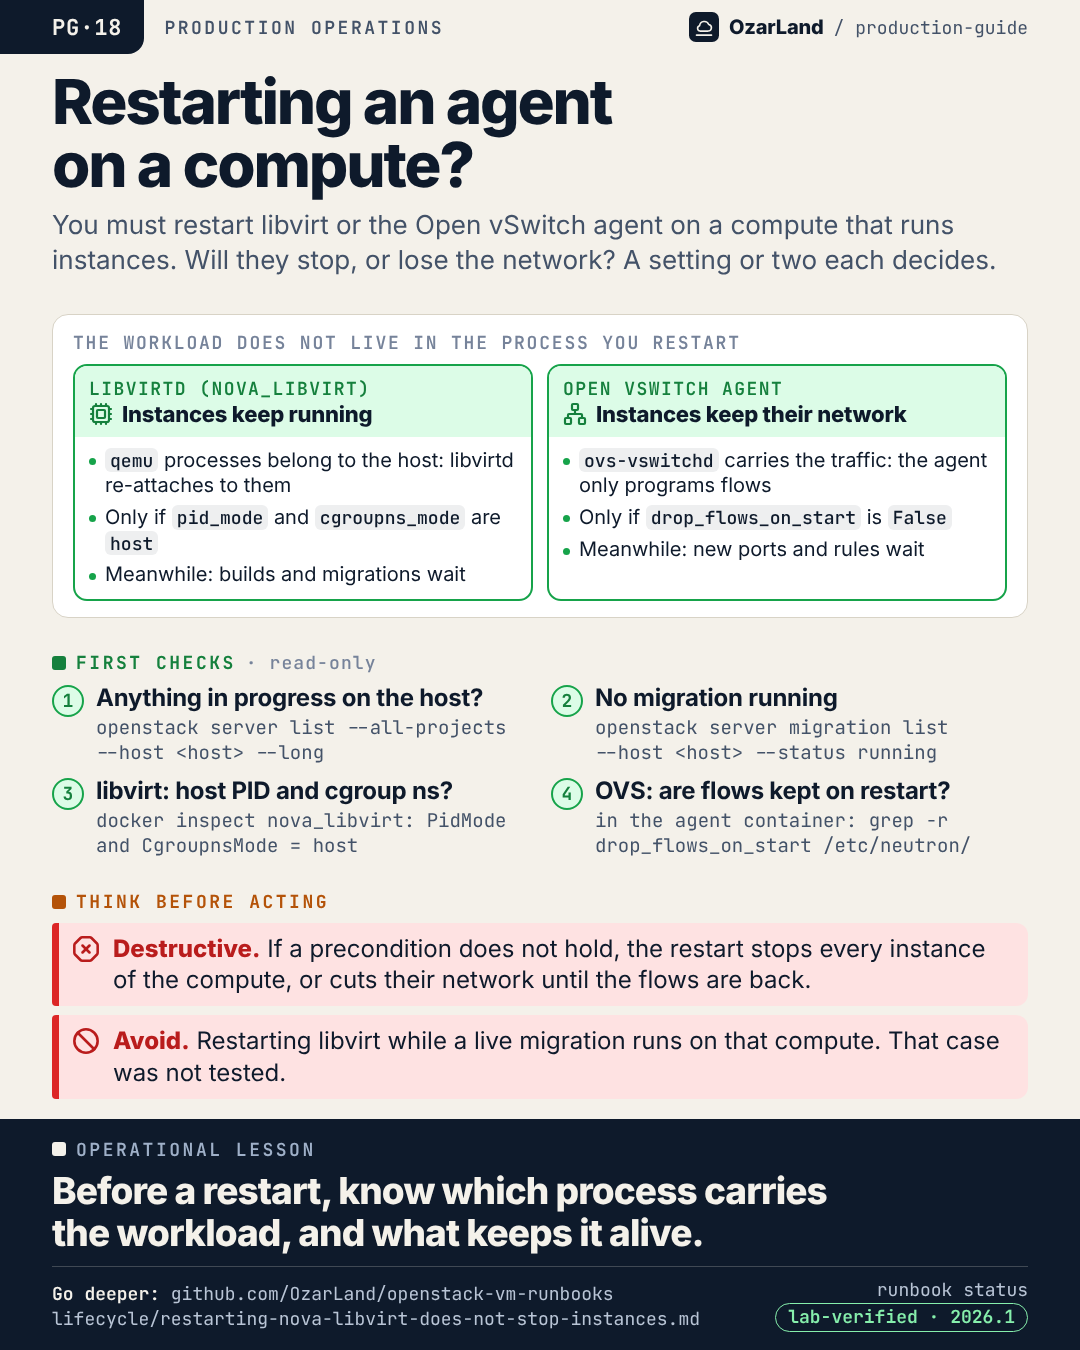 PG·18 PRODUCTION OPERATIONS
OzarLand / production-guide
Restarting an agent
on a compute?
You must restart libvirt or the Open vSwitch agent on a compute that runs
instances. Will they stop, or lose the network? A setting or two each decides.
THE WORKLOAD DOES NOT LIVE IN THE PROCESS YOU RESTART
LIBVIRTD (NOVA_LIBVIRT)
Instances keep running
qemu processes belong to the host: libvirtd
re-attaches to them
Only if pid_mode and cgroupns_mode are
host
Meanwhile: builds and migrations wait
OPEN VSWITCH AGENT
Instances keep their network
ovs-vswitchd carries the traffic: the agent
only programs flows
Only if drop_flows_on_start is False
Meanwhile: new ports and rules wait
FIRST CHECKS · read-only
1 Anything in progress on the host?
openstack server list --all-projects
--host <host> --long
2 No migration running
openstack server migration list
--host <host> --status running
3 libvirt: host PID and cgroup ns?
docker inspect nova_libvirt: PidMode
and CgroupnsMode = host
4 OVS: are flows kept on restart?
in the agent container: grep -r
drop_flows_on_start /etc/neutron/
THINK BEFORE ACTING
Destructive. If a precondition does not hold, the restart stops every instance
of the compute, or cuts their network until the flows are back.
Avoid. Restarting libvirt while a live migration runs on that compute. That case
was not tested.
OPERATIONAL LESSON
Before a restart, know which process carries
the workload, and what keeps it alive.
Go deeper: github.com/OzarLand/openstack-vm-runbooks
lifecycle/restarting-nova-libvirt-does-not-stop-instances.md
runbook status
lab-verified · 2026.1